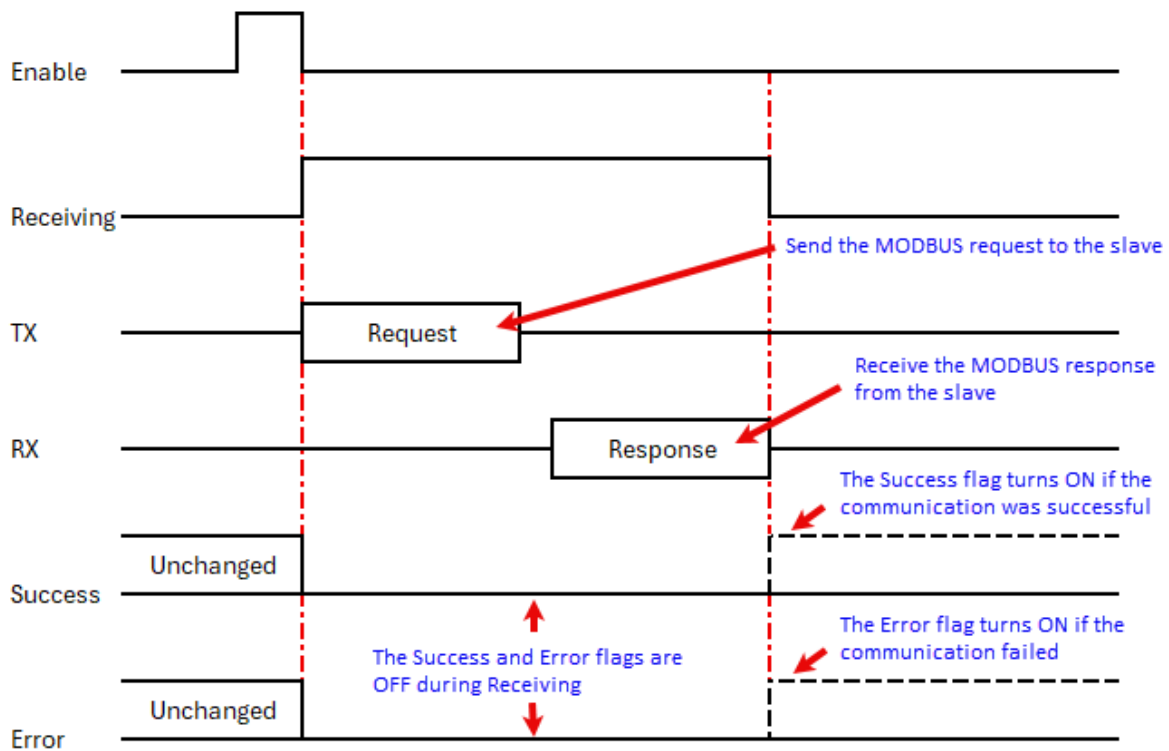 Enable
Receiving
Send the MODBUS request to the slave
TX
Request
Receive the MODBUS response
from the slave
RX
Response
The Success flag turns ON if the
communication was successful
Unchanged
Success
The Error flag turns ON if the
communication failed
The Success and Error flags are
OFF during Receiving
Unchanged
Error